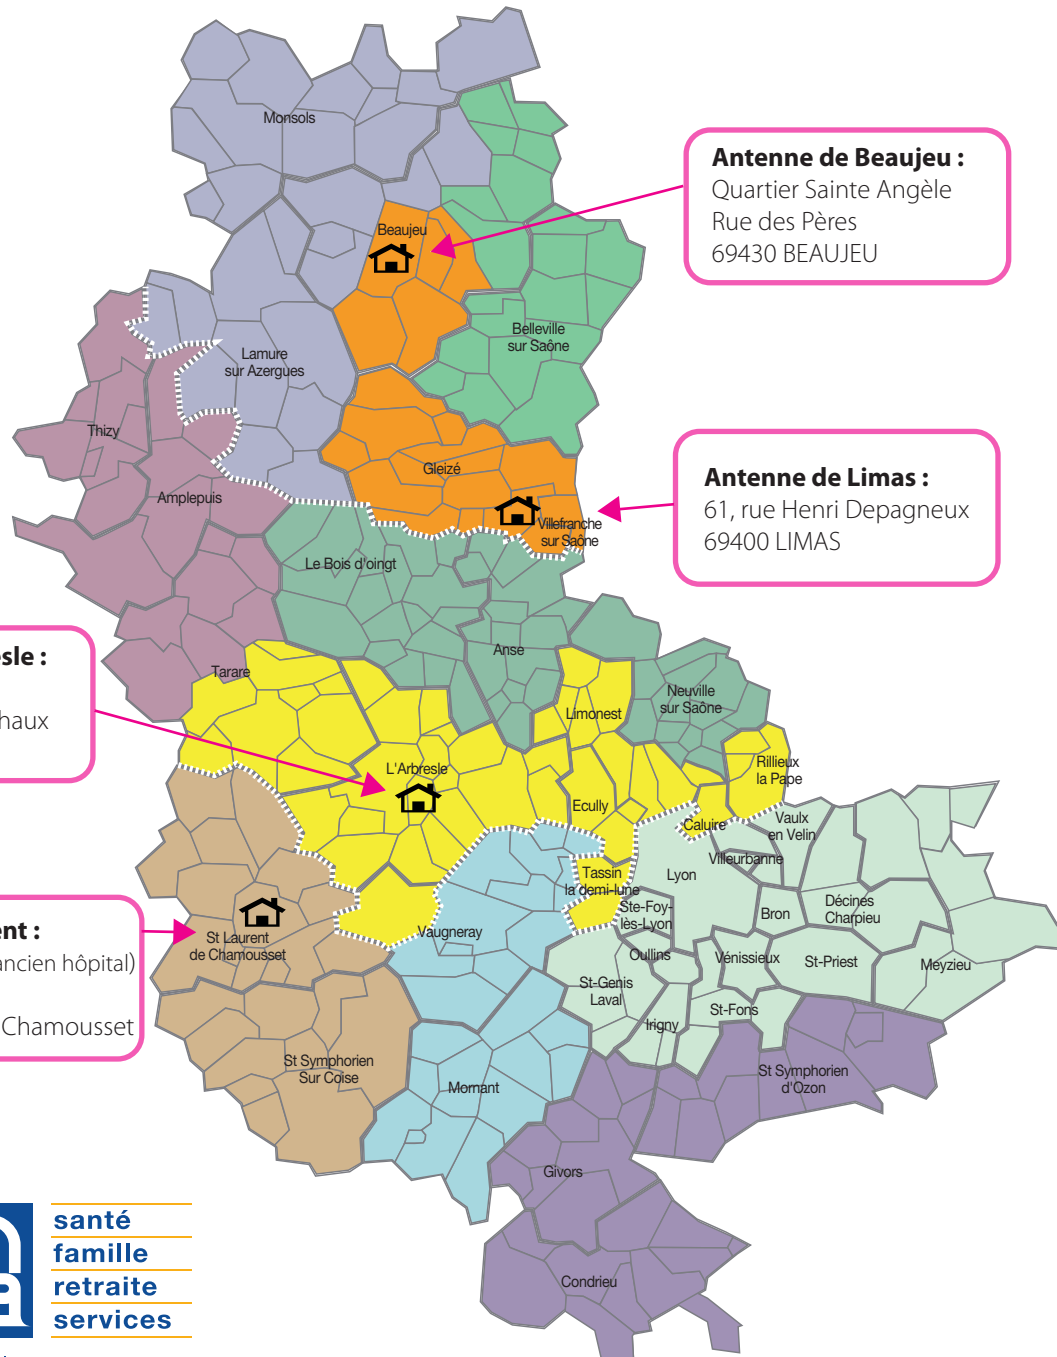 Monsols
Antenne de Beaujeu :
Quartier Sainte Angèle
Rue des Pères
69430 BEAUJEU
Beaujeu
Belleville
sur Saône
Lamure
sur Azergues
Thizy
Antenne de Limas :
61, rue Henri Depagneux
69400 LIMAS
Gleizé
Amplepuis
Villefranche
sur Saône
Le Bois d'oingt
Anse
esle :
haux
Tarare
Neuville
sur Saône
Limonest
L'Arbresle
Rillieux
la Pape
Ecully
Caluire
Vaulx
en Velin
Villeurbanne
Lyon
Tassin
la demi-lune
Ste-Foy-
lès-Lyon
Bron
Décines
Charpieu
ent :
ancien hôpital)
Chamousset
St Laurent
de Chamousset
Vaugneray
Oullins
Vénissieux
St-Priest
Meyzieu
St-Genis
Laval
St-Fons
Irigny
St Symphorien
Sur Coise
Mornant
St Symphorien
d'Ozon
Givors
Condrieu
santé
famille
retraite
services